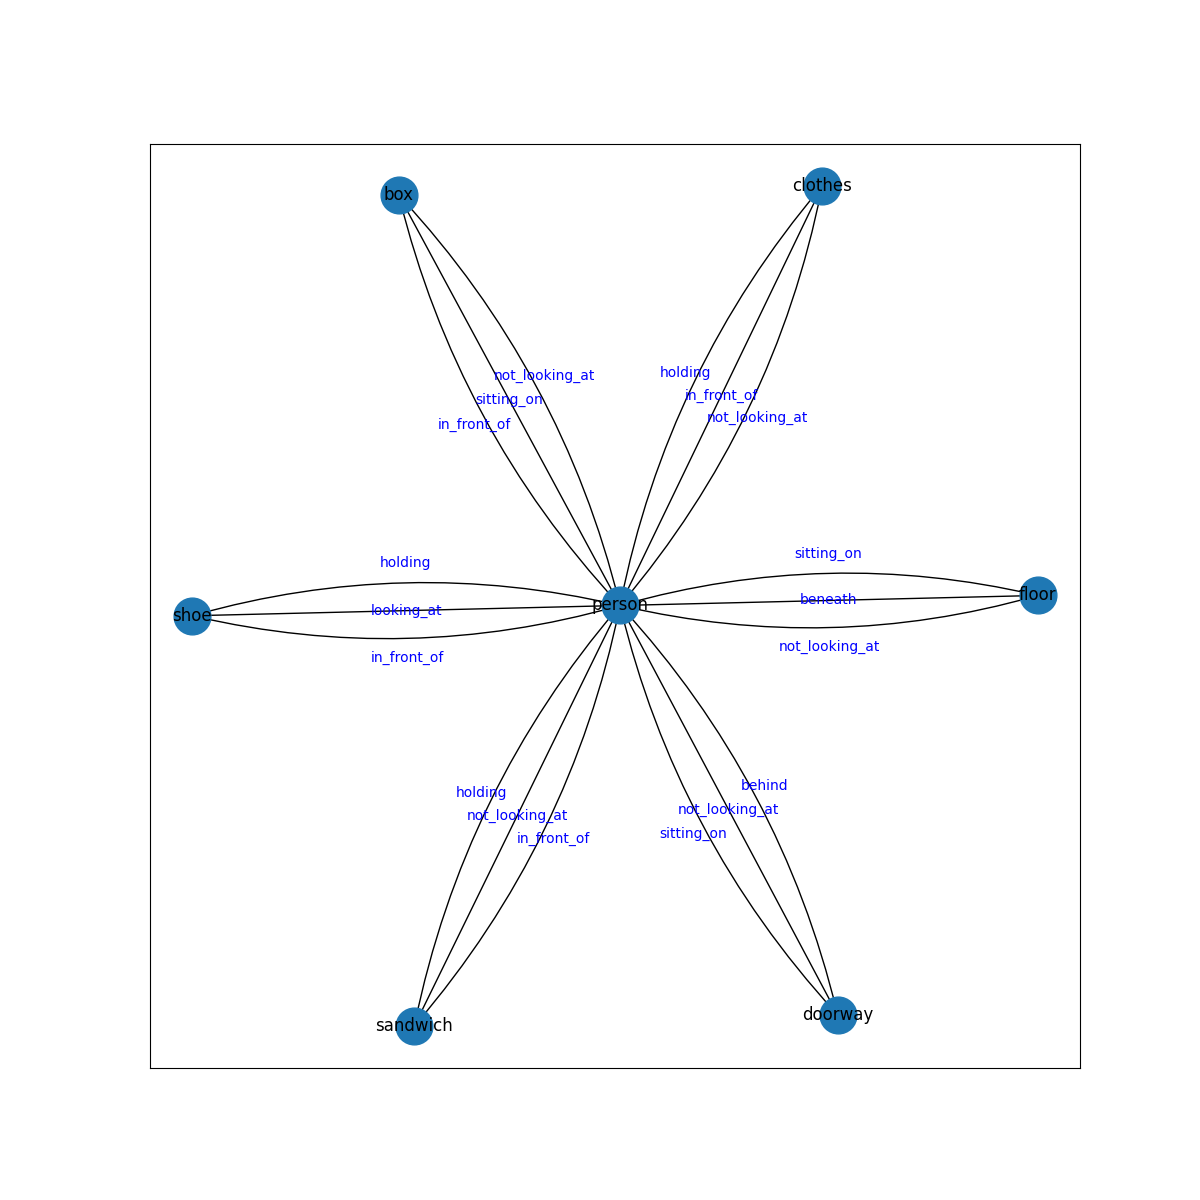 clothes
box
holding
not_looking_at
in_front_of
sitting_on
not_looking_at
in_front_of
sitting_on
holding
floor
beneath
person
looking_at
shoe
not_looking_at
in_front_of
behind
holding
not_looking_at
not_looking_at
sitting_on
in_front_of
doorway
sandwich